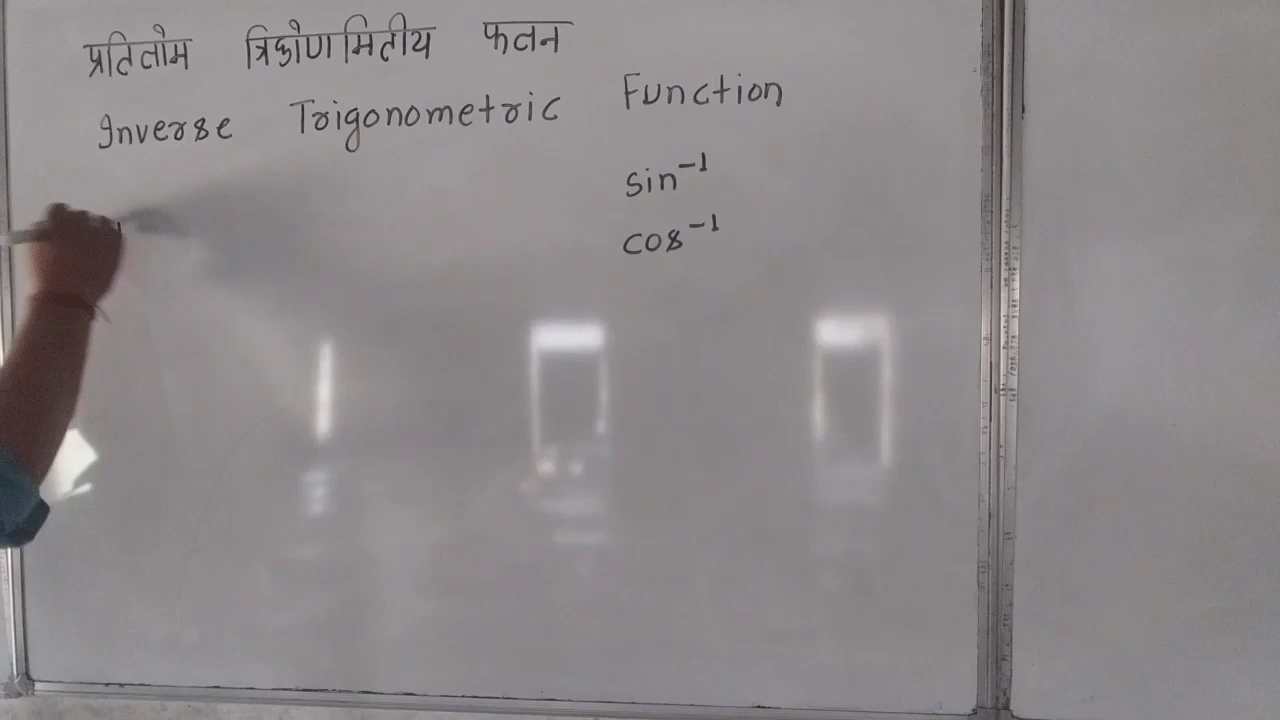 प्रतिलोम त्रिकोणमितीय फलन
Inverse Trigonometric Function
sin⁻¹
cos⁻¹